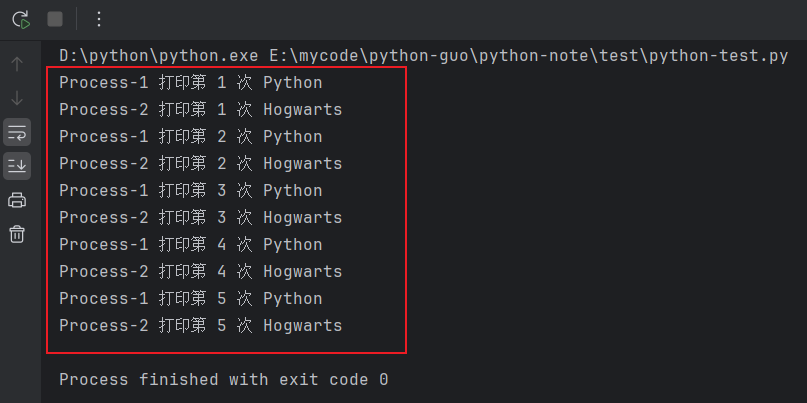 D:\python\python.exe E:\mycode\python-guo\python-note\test\python-test.py
Process-1 打印第 1 次 Python
Process-2 打印第 1 次 Hogwarts
Process-1 打印第 2 次 Python
Process-2 打印第 2 次 Hogwarts
Process-1 打印第 3 次 Python
Process-2 打印第 3 次 Hogwarts
Process-1 打印第 4 次 Python
Process-2 打印第 4 次 Hogwarts
Process-1 打印第 5 次 Python
Process-2 打印第 5 次 Hogwarts
Process finished with exit code 0